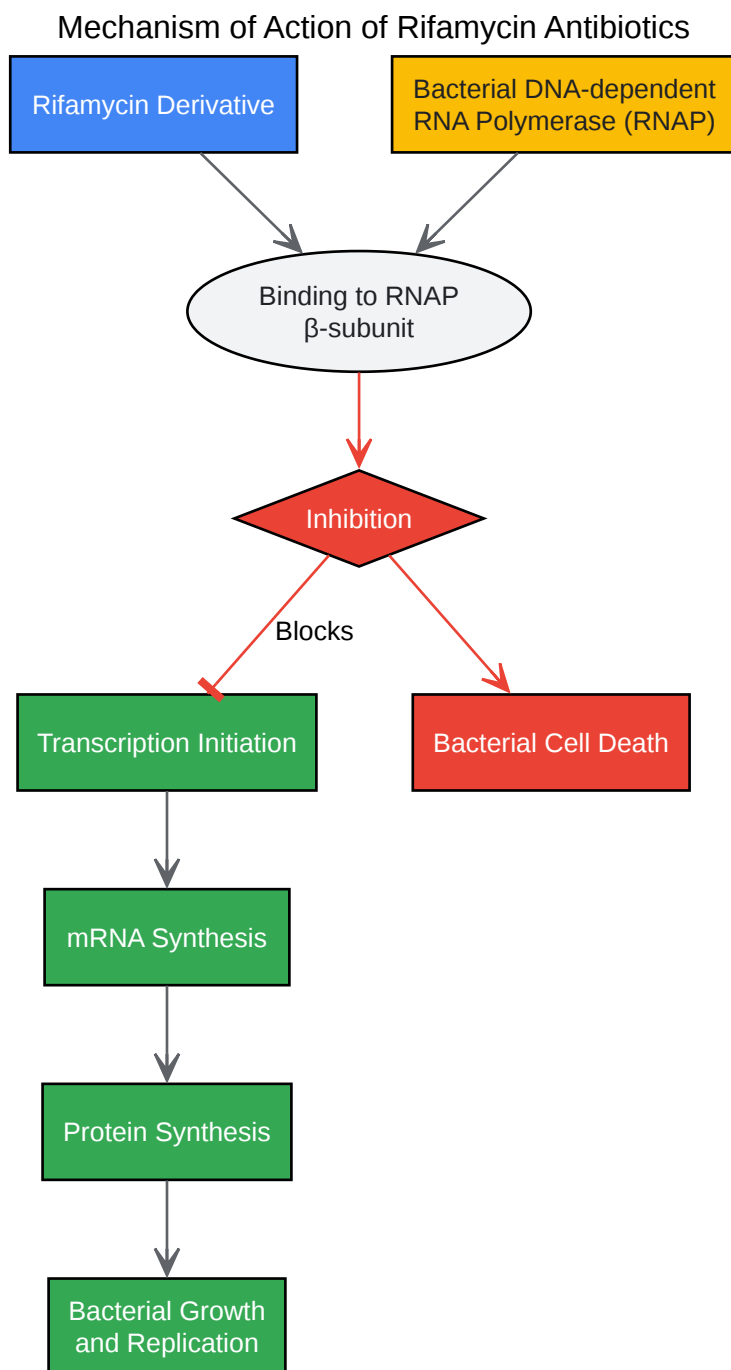 Mechanism of Action of Rifamycin Antibiotics
Rifamycin Derivative
Bacterial DNA-dependent
RNA Polymerase (RNAP)
Binding to RNAP
β-subunit
Inhibition
Blocks
Transcription Initiation
Bacterial Cell Death
mRNA Synthesis
Protein Synthesis
Bacterial Growth
and Replication